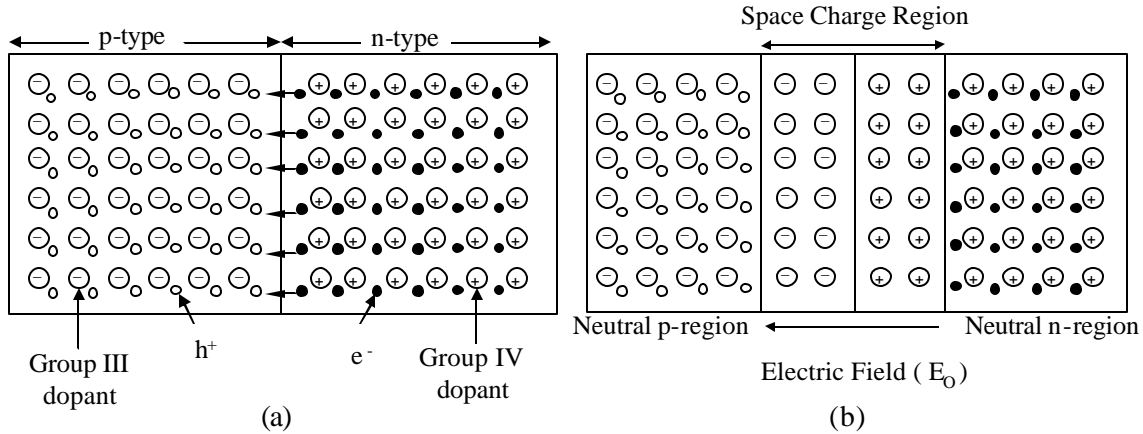 p-type
n-type
Group III
dopant
h+
e-
Group IV
dopant
(a)
Space Charge Region
Neutral p-region
Neutral n-region
Electric Field ( EO)
(b)